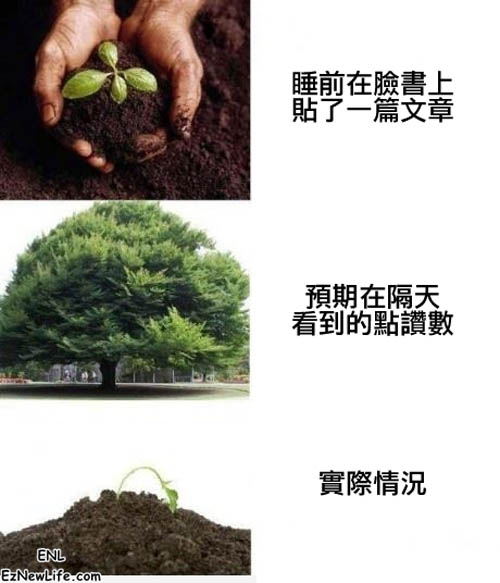 睡前在臉書上
貼了一篇文章
預期在隔天
看到的點讚數
實際情況
ENL
EzNewLife.com